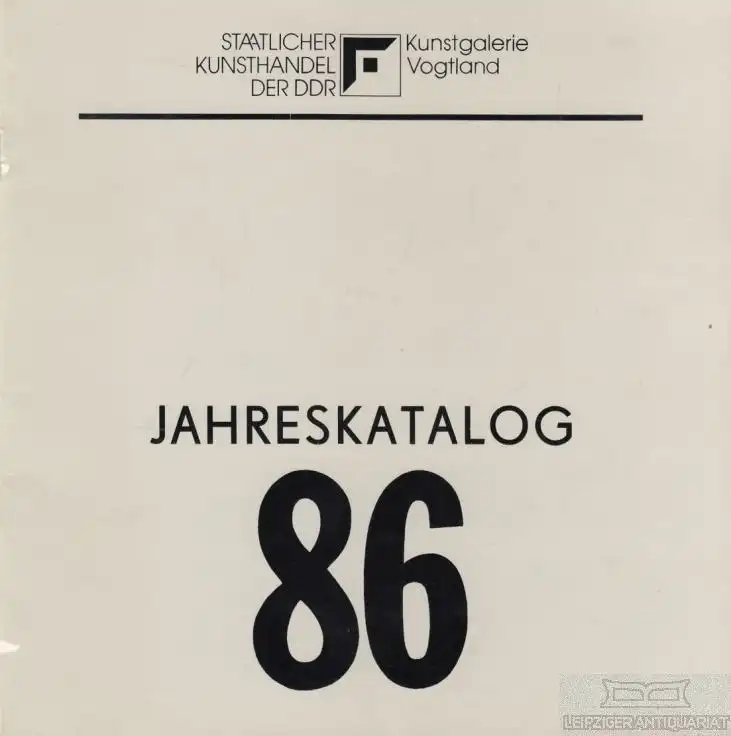 STAATLICHER
KUNSTHANDEL
DER DDR
Kunstgalerie
Vogtland
JAHRESKATALOG
86
LEIPZIGER ANTIQUARIAT